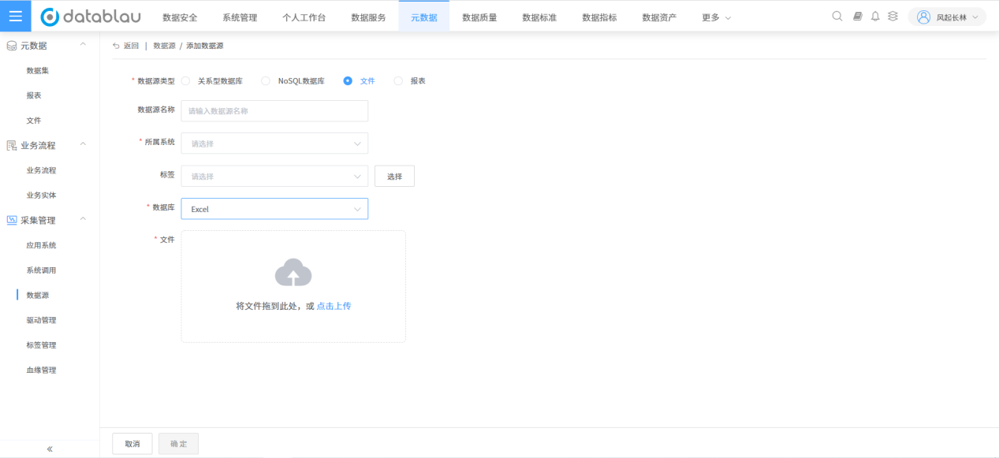 datablau 数据安全 系统管理 个人工作台 数据服务 元数据 数据质量 数据标准 数据指标 数据资产 更多 风起长林
元数据
数据集
报表
文件
业务流程
业务流程
业务实体
采集管理
应用系统
系统调用
数据源
驱动管理
标签管理
血缘管理
«
返回 | 数据源 / 添加数据源
* 数据源类型 关系型数据库 NoSQL数据库 文件 报表
数据源名称 请输入数据源名称
* 所属系统 请选择
标签 请选择 选择
* 数据库 Excel
* 文件
将文件拖到此处，或 点击上传
取消 确定